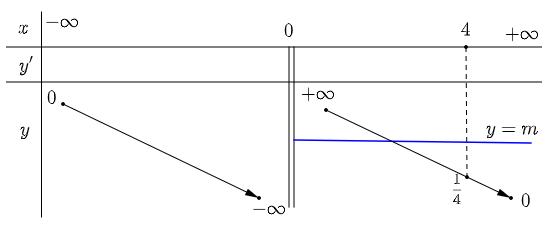 x −∞ 0 4 +∞
y′
y 0 −∞ +∞ y = m 1/4 0